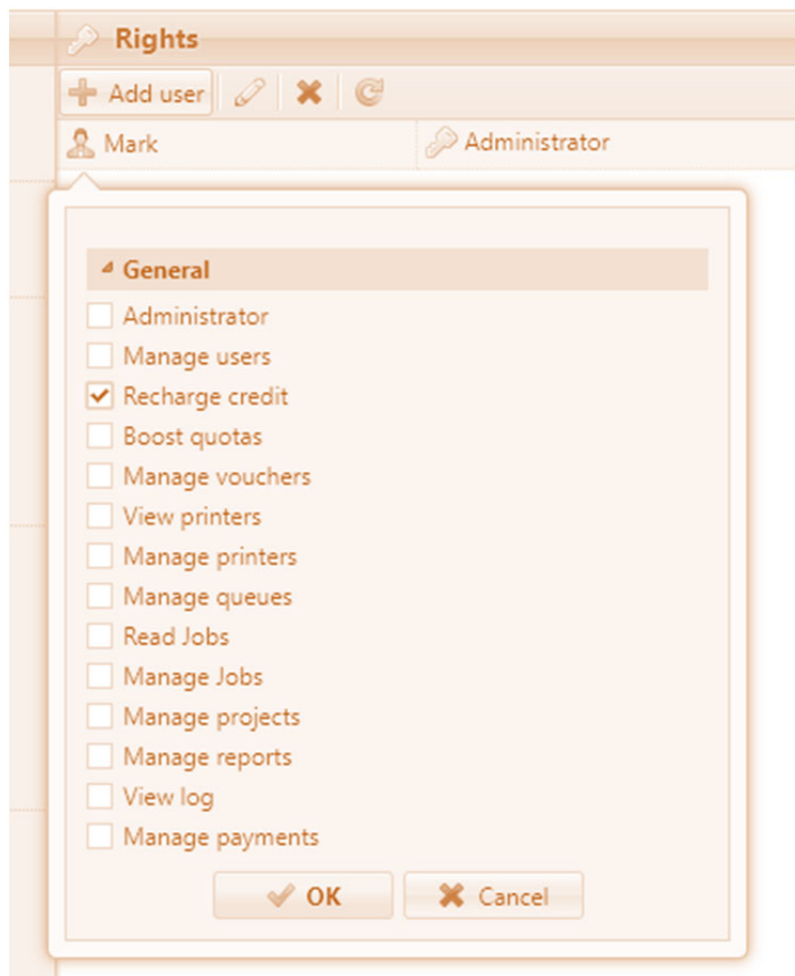 Rights
Add user
Mark Administrator
General
Administrator
Manage users
Recharge credit
Boost quotas
Manage vouchers
View printers
Manage printers
Manage queues
Read Jobs
Manage Jobs
Manage projects
Manage reports
View log
Manage payments
OK Cancel